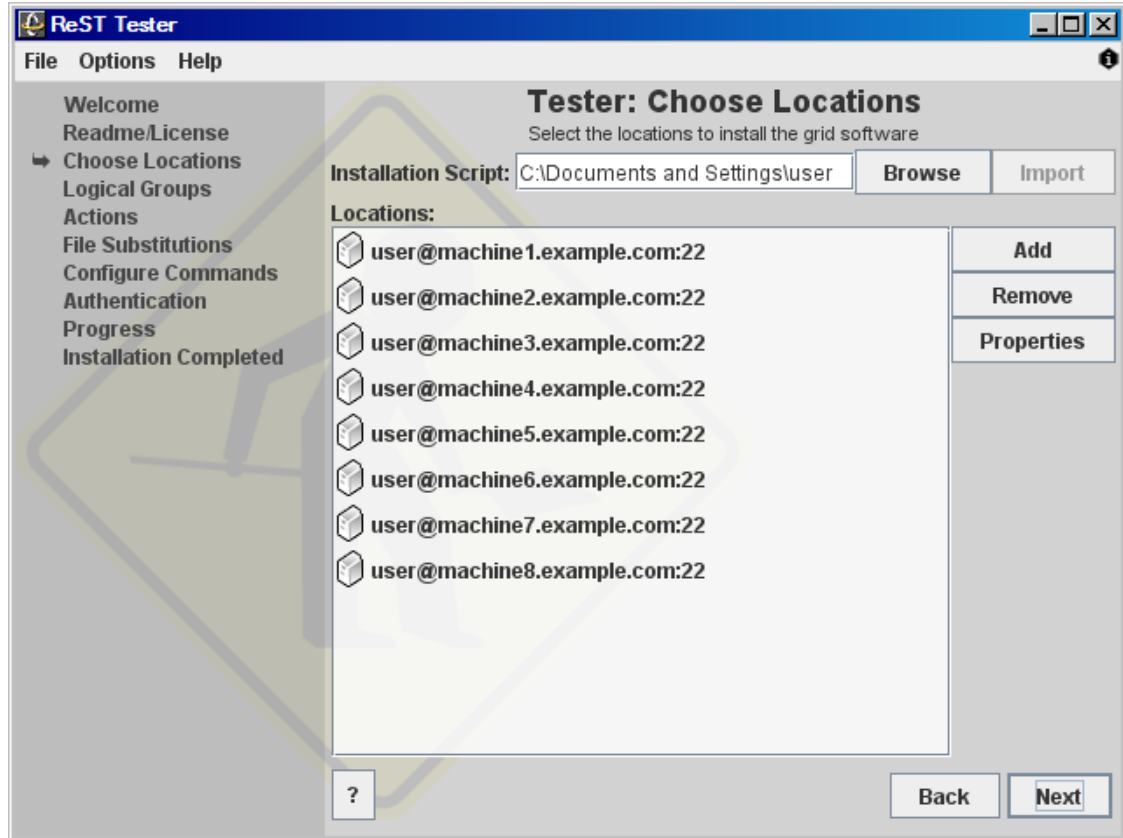 ReST Tester
File Options Help
Welcome
Readme/License
Choose Locations
Logical Groups
Actions
File Substitutions
Configure Commands
Authentication
Progress
Installation Completed
Tester: Choose Locations
Select the locations to install the grid software
Installation Script: C:\Documents and Settings\user Browse Import
Locations:
user@machine1.example.com:22
user@machine2.example.com:22
user@machine3.example.com:22
user@machine4.example.com:22
user@machine5.example.com:22
user@machine6.example.com:22
user@machine7.example.com:22
user@machine8.example.com:22
Add
Remove
Properties
? Back Next